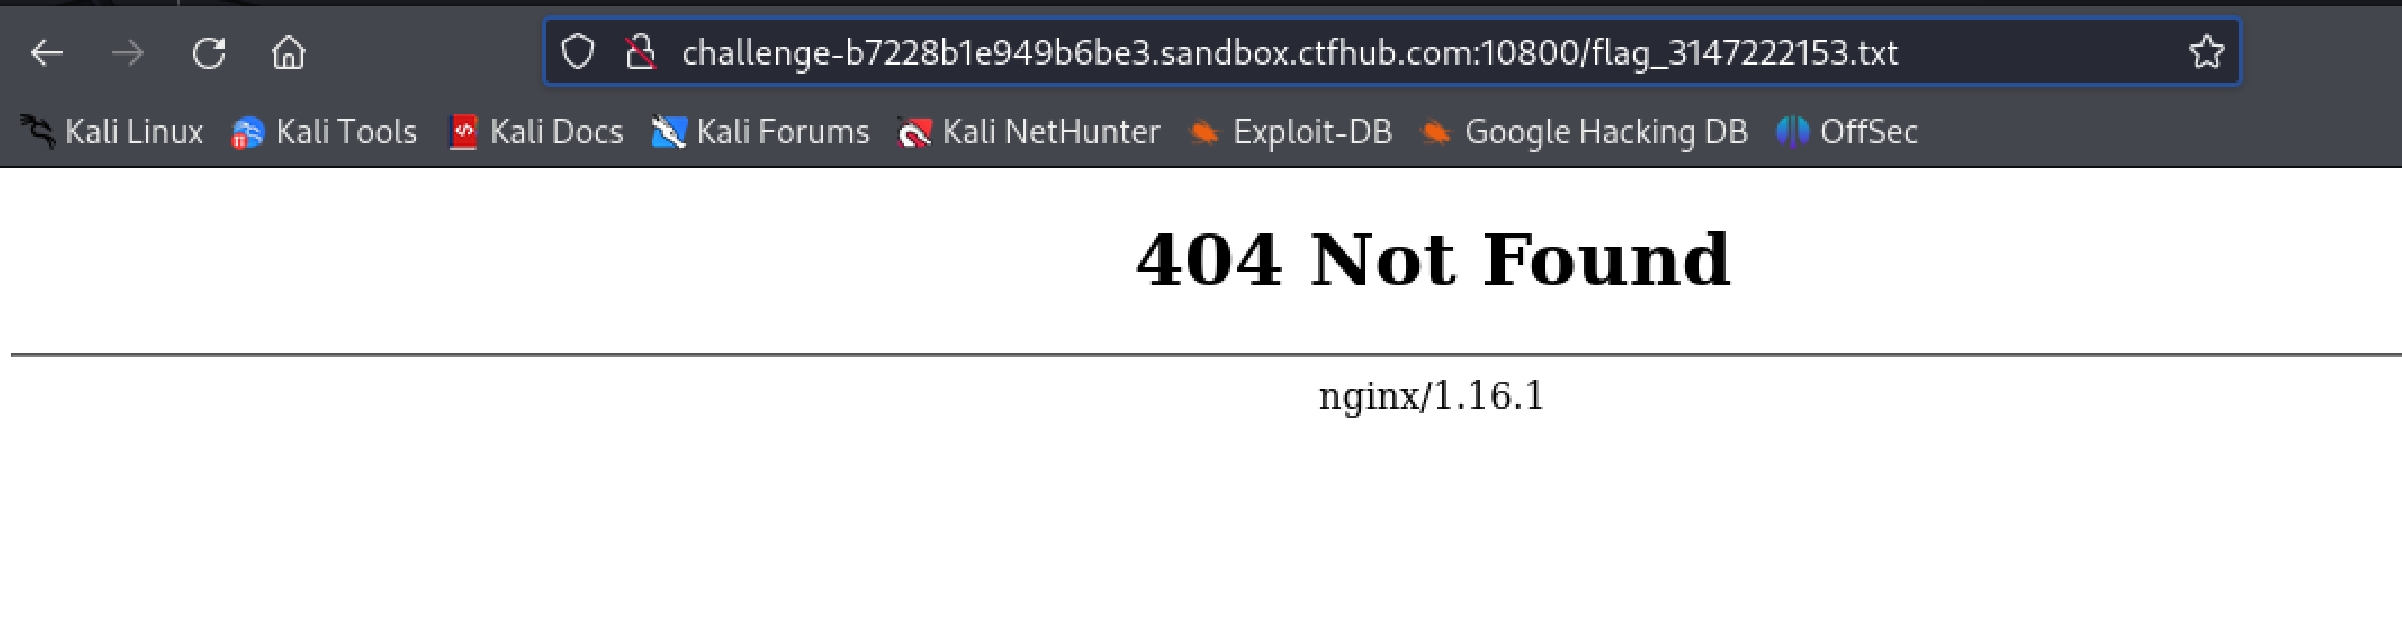 challenge-b7228b1e949b6be3.sandbox.ctfhub.com:10800/flag_3147222153.txt
Kali Linux Kali Tools Kali Docs Kali Forums Kali NetHunter Exploit-DB Google Hacking DB OffSec
404 Not Found
nginx/1.16.1